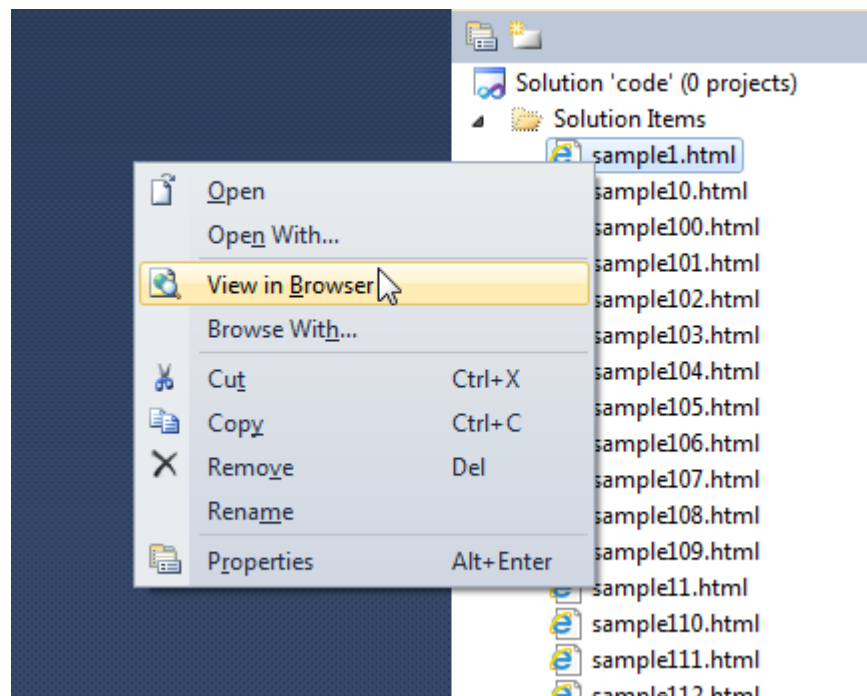 Solution 'code' (0 projects)
Solution Items
sample1.html
sample10.html
sample100.html
sample101.html
sample102.html
sample103.html
sample104.html
sample105.html
sample106.html
sample107.html
sample108.html
sample109.html
sample11.html
sample110.html
sample111.html
sample112.html
Open
Open With...
View in Browser
Browse With...
Cut Ctrl+X
Copy Ctrl+C
Remove Del
Rename
Properties Alt+Enter